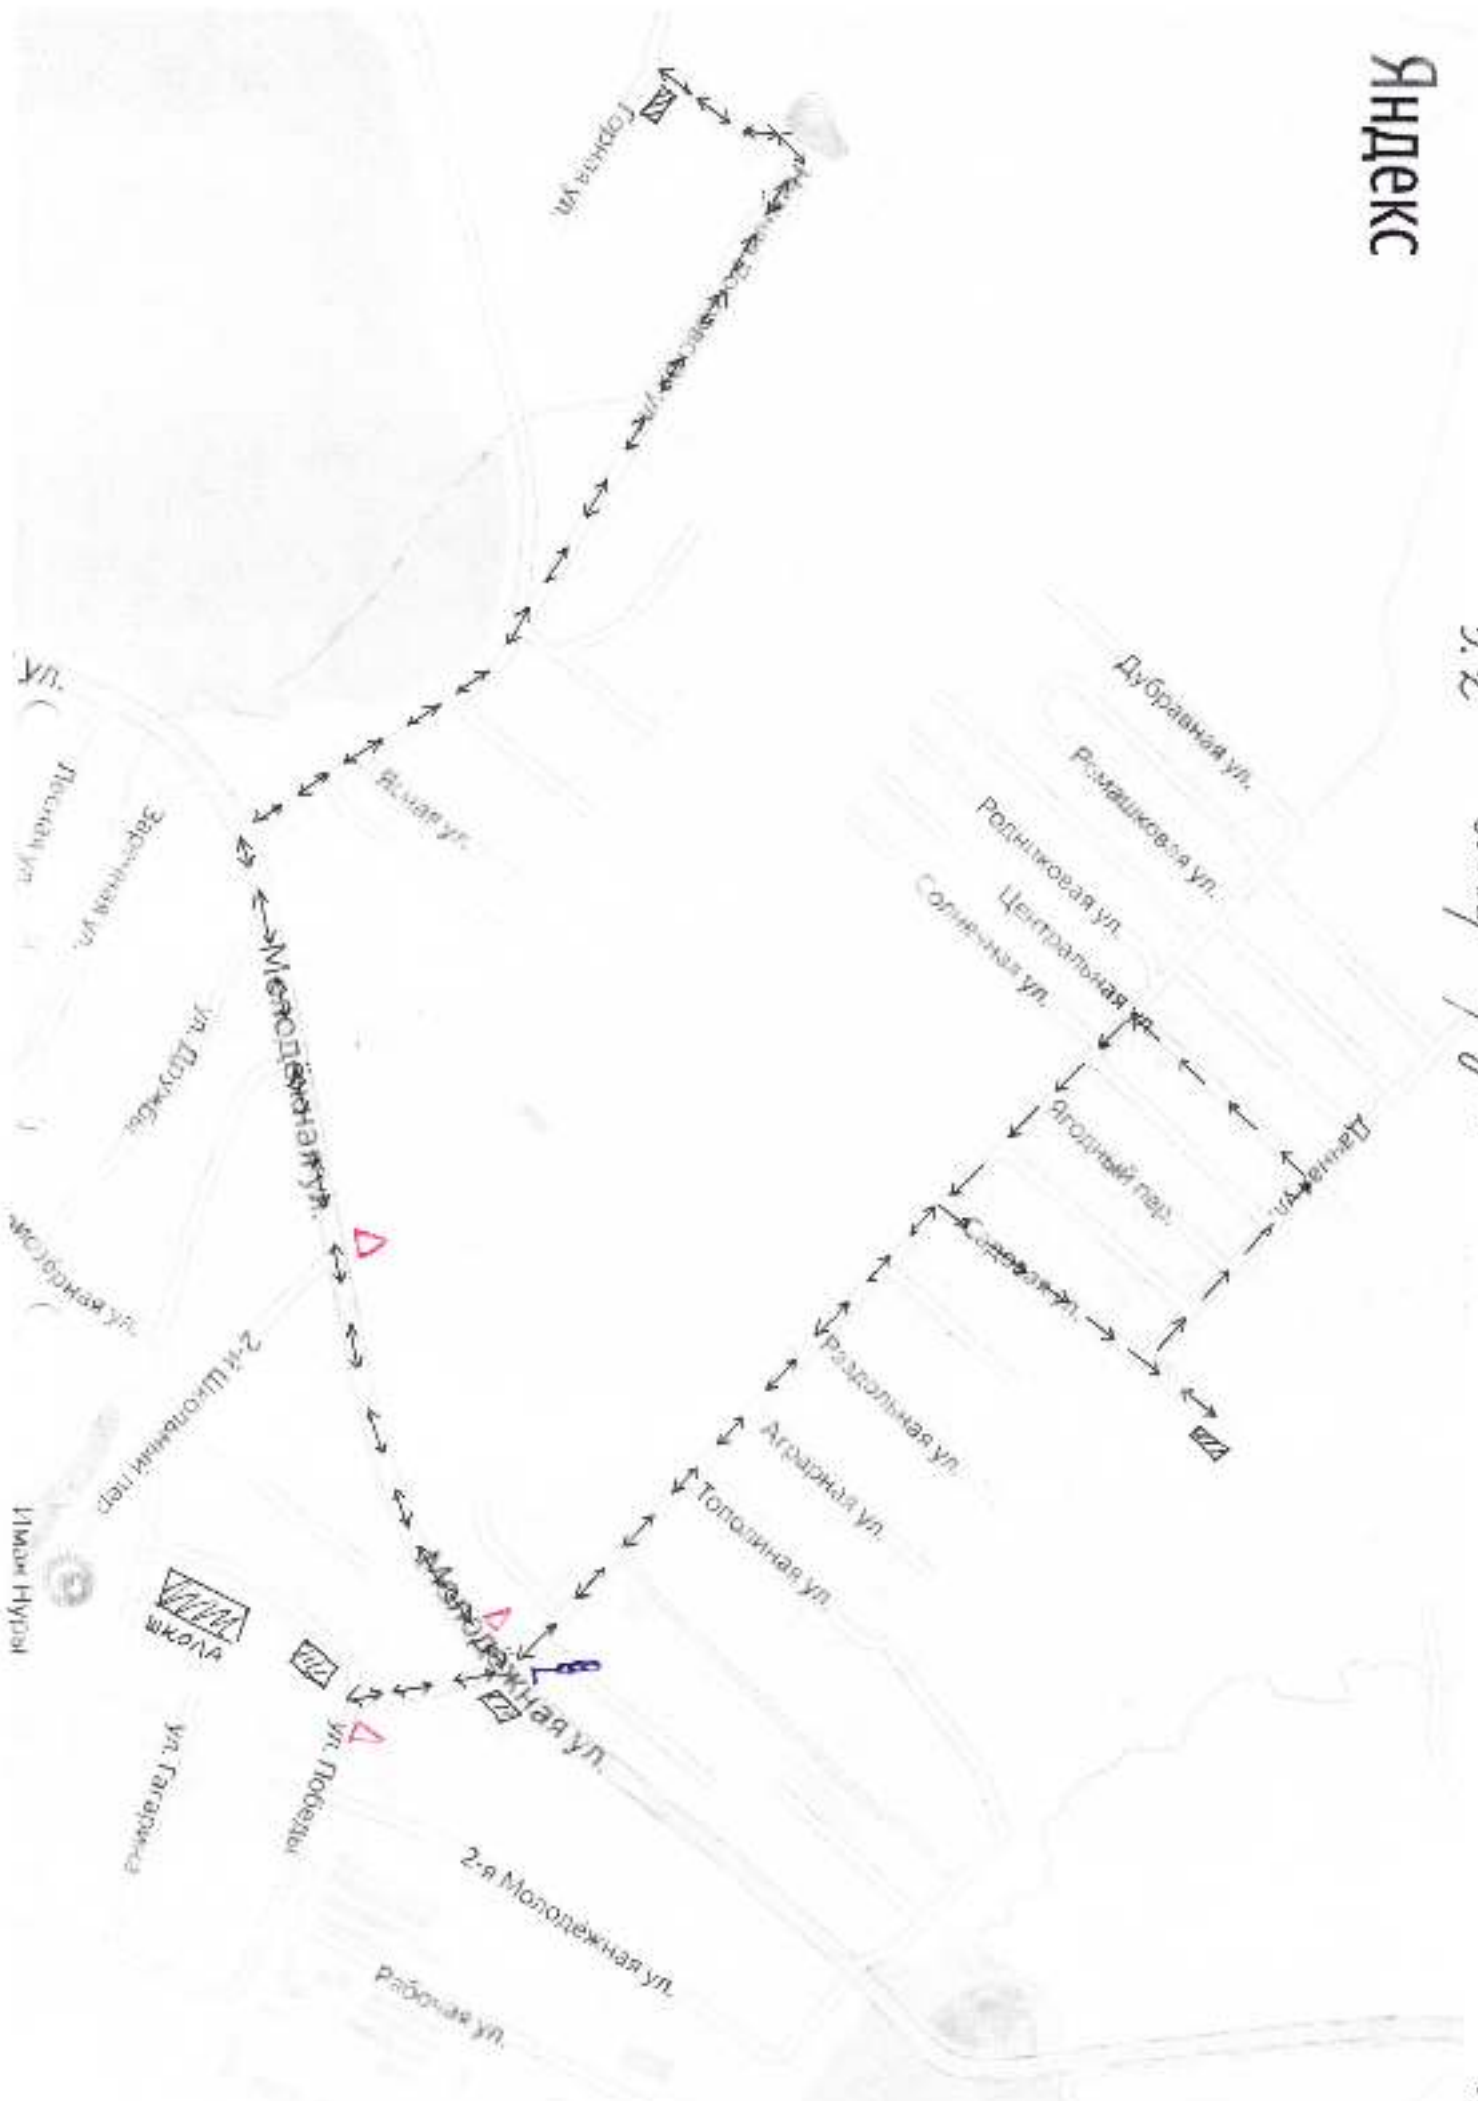 Яндекс
Горная ул.
Дубравная ул.
Ромашковая ул.
Родниковая ул.
Центральная ул.
Солнечная ул.
ул.
Лесная ул.
Заречная ул.
Ясная ул.
ул. Дружбы
Молодёжная ул.
Ягодный пер.
Дачная ул.
Садовая ул.
Раздольная ул.
Аграрная ул.
Тополиная ул.
2-й Школьный пер.
Иман Нуры
школа
Молодёжная ул.
ул. Победы
ул. Гагарина
2-я Молодёжная ул.
Рабочая ул.